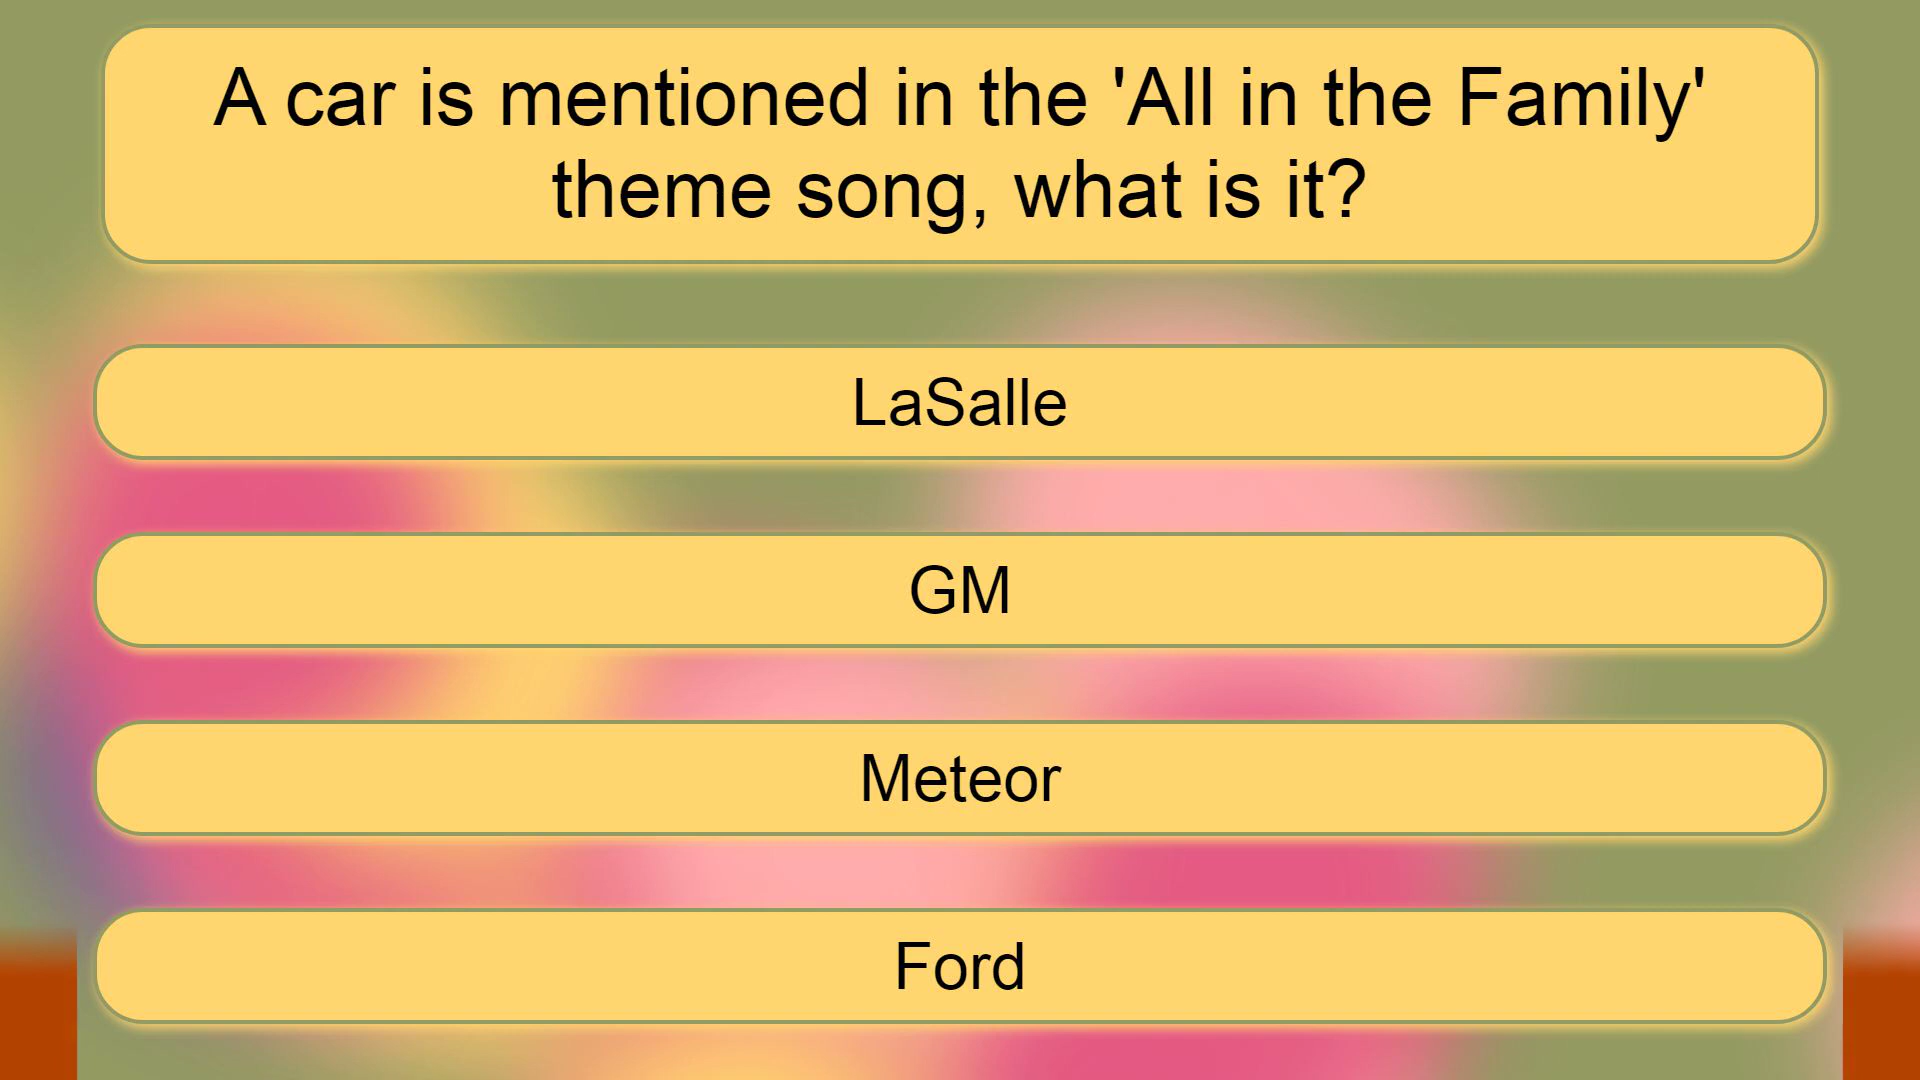 A car is mentioned in the 'All in the Family'
theme song, what is it?
LaSalle
GM
Meteor
Ford